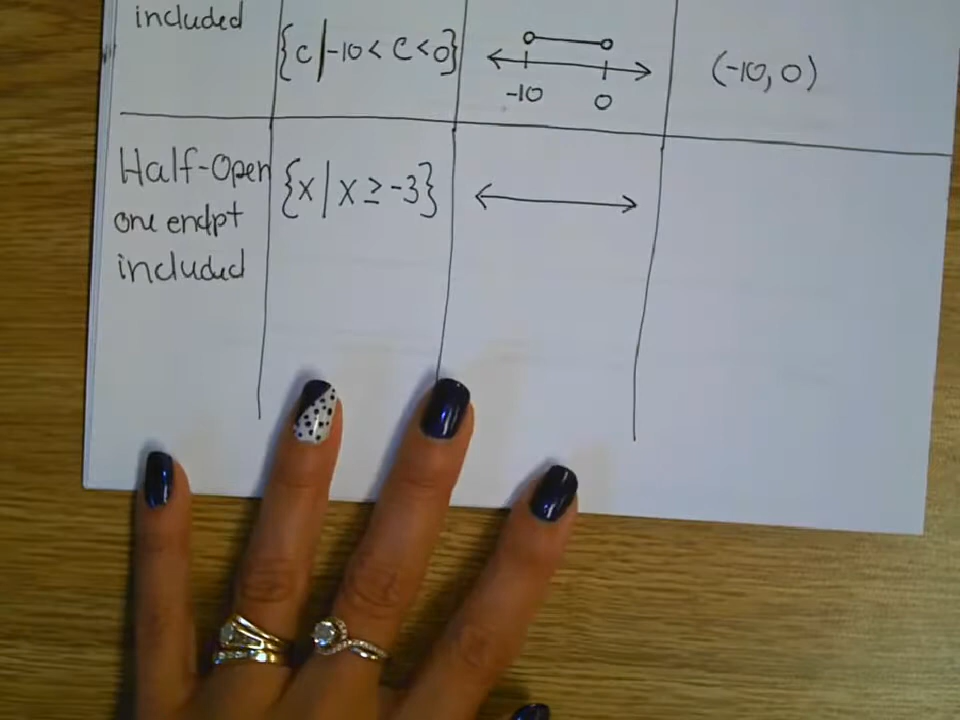 included
{c|-10 < c < 0}
-10 0
(-10, 0)
Half-Open
one endpt
included
{x | x ≥ -3}